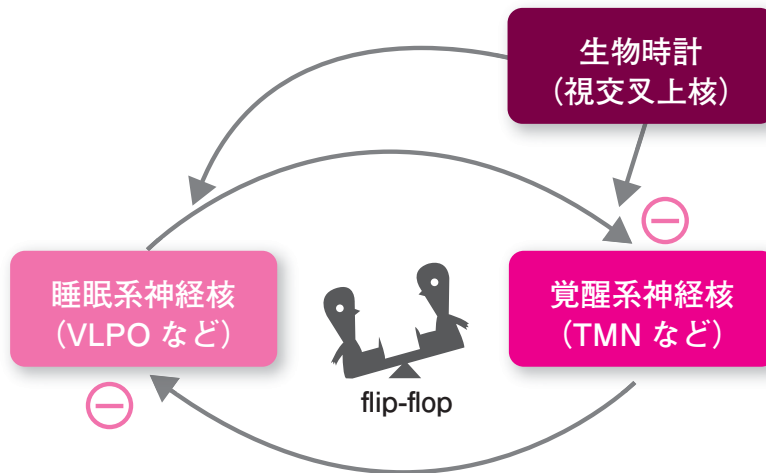 生物時計
（視交叉上核）
睡眠系神経核
（VLPO など）
覚醒系神経核
（TMN など）
flip-flop